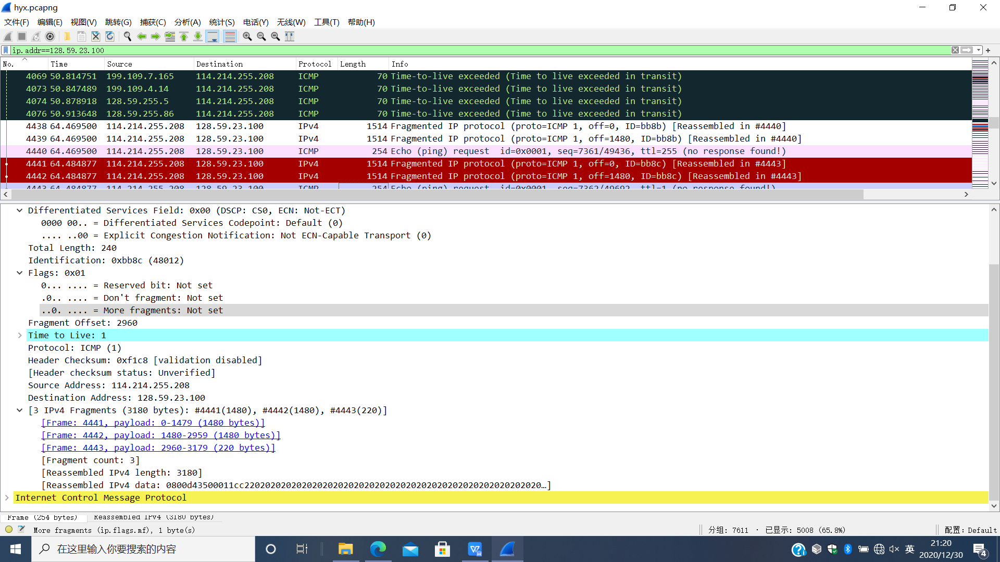 hyx.pcapng
文件(F) 编辑(E) 视图(V) 跳转(G) 捕获(C) 分析(A) 统计(S) 电话(Y) 无线(W) 工具(T) 帮助(H)
ip.addr==128.59.23.100
No. Time Source Destination Protocol Length Info
4069 50.814751 199.109.7.165 114.214.255.208 ICMP 70 Time-to-live exceeded (Time to live exceeded in transit)
4073 50.847489 199.109.4.14 114.214.255.208 ICMP 70 Time-to-live exceeded (Time to live exceeded in transit)
4074 50.878918 128.59.255.5 114.214.255.208 ICMP 70 Time-to-live exceeded (Time to live exceeded in transit)
4076 50.913648 128.59.255.86 114.214.255.208 ICMP 70 Time-to-live exceeded (Time to live exceeded in transit)
4438 64.469500 114.214.255.208 128.59.23.100 IPv4 1514 Fragmented IP protocol (proto=ICMP 1, off=0, ID=bb8b) [Reassembled in #4440]
4439 64.469500 114.214.255.208 128.59.23.100 IPv4 1514 Fragmented IP protocol (proto=ICMP 1, off=1480, ID=bb8b) [Reassembled in #4440]
4440 64.469500 114.214.255.208 128.59.23.100 ICMP 254 Echo (ping) request id=0x0001, seq=7361/49436, ttl=255 (no response found!)
4441 64.484877 114.214.255.208 128.59.23.100 IPv4 1514 Fragmented IP protocol (proto=ICMP 1, off=0, ID=bb8c) [Reassembled in #4443]
4442 64.484877 114.214.255.208 128.59.23.100 IPv4 1514 Fragmented IP protocol (proto=ICMP 1, off=1480, ID=bb8c) [Reassembled in #4443]
4443 64.484877 114.214.255.208 128.59.23.100 ICMP 254 Echo (ping) request id=0x0001, seq=7362/49692, ttl=1 (no response found!)
Differentiated Services Field: 0x00 (DSCP: CS0, ECN: Not-ECT)
0000 00.. = Differentiated Services Codepoint: Default (0)
.... ..00 = Explicit Congestion Notification: Not ECN-Capable Transport (0)
Total Length: 240
Identification: 0xbb8c (48012)
Flags: 0x01
0... .... = Reserved bit: Not set
.0.. .... = Don't fragment: Not set
..0. .... = More fragments: Not set
Fragment Offset: 2960
Time to Live: 1
Protocol: ICMP (1)
Header Checksum: 0xf1c8 [validation disabled]
[Header checksum status: Unverified]
Source Address: 114.214.255.208
Destination Address: 128.59.23.100
[3 IPv4 Fragments (3180 bytes): #4441(1480), #4442(1480), #4443(220)]
[Frame: 4441, payload: 0-1479 (1480 bytes)]
[Frame: 4442, payload: 1480-2959 (1480 bytes)]
[Frame: 4443, payload: 2960-3179 (220 bytes)]
[Fragment count: 3]
[Reassembled IPv4 length: 3180]
[Reassembled IPv4 data: 0800d43500011cc220202020202020202020202020202020202020202020202020202020…]
Internet Control Message Protocol
Frame (254 bytes) Reassembled IPv4 (3180 bytes)
More fragments (ip.flags.mf), 1 byte(s) 分组: 7611 · 已显示: 5008 (65.8%) 配置: Default
在这里输入你要搜索的内容
英
21:20
2020/12/30
4